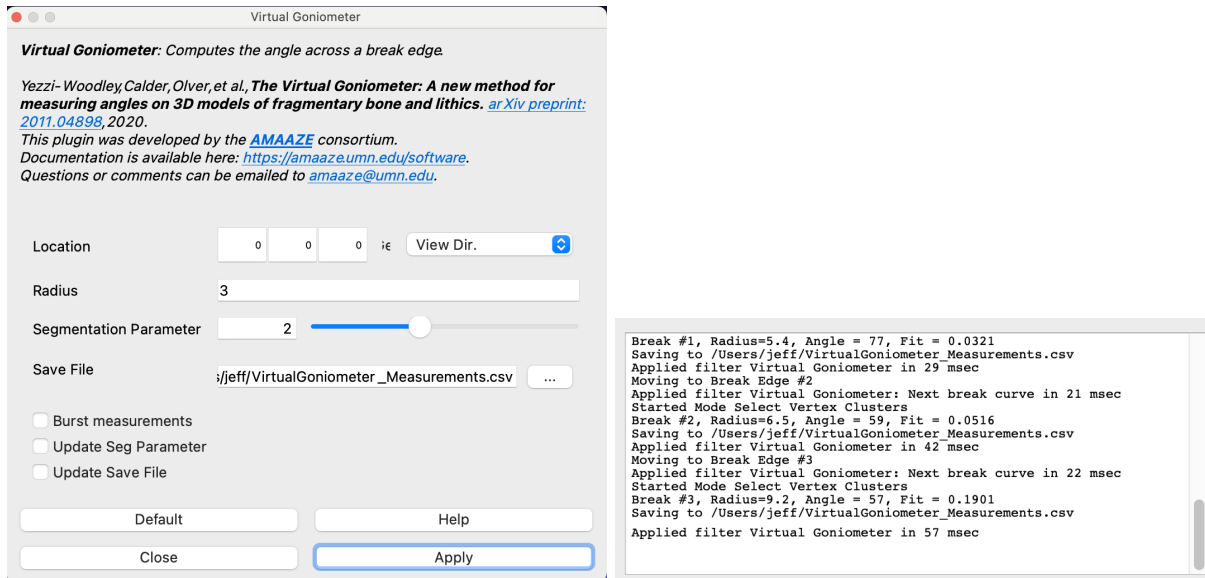 Virtual Goniometer
Virtual Goniometer: Computes the angle across a break edge.
Yezzi-Woodley,Calder,Olver,et al.,The Virtual Goniometer: A new method for
measuring angles on 3D models of fragmentary bone and lithics. arXiv preprint:
2011.04898,2020.
This plugin was developed by the AMAAZE consortium.
Documentation is available here: https://amaaze.umn.edu/software.
Questions or comments can be emailed to amaaze@umn.edu.
Location 0 0 0 View Dir.
Radius 3
Segmentation Parameter 2
Save File s/jeff/VirtualGoniometer_Measurements.csv ...
Burst measurements
Update Seg Parameter
Update Save File
Default Help
Close Apply
Break #1, Radius=5.4, Angle = 77, Fit = 0.0321
Saving to /Users/jeff/VirtualGoniometer_Measurements.csv
Applied filter Virtual Goniometer in 29 msec
Moving to Break Edge #2
Applied filter Virtual Goniometer: Next break curve in 21 msec
Started Mode Select Vertex Clusters
Break #2, Radius=6.5, Angle = 59, Fit = 0.0516
Saving to /Users/jeff/VirtualGoniometer_Measurements.csv
Applied filter Virtual Goniometer in 42 msec
Moving to Break Edge #3
Applied filter Virtual Goniometer: Next break curve in 22 msec
Started Mode Select Vertex Clusters
Break #3, Radius=9.2, Angle = 57, Fit = 0.1901
Saving to /Users/jeff/VirtualGoniometer_Measurements.csv
Applied filter Virtual Goniometer in 57 msec